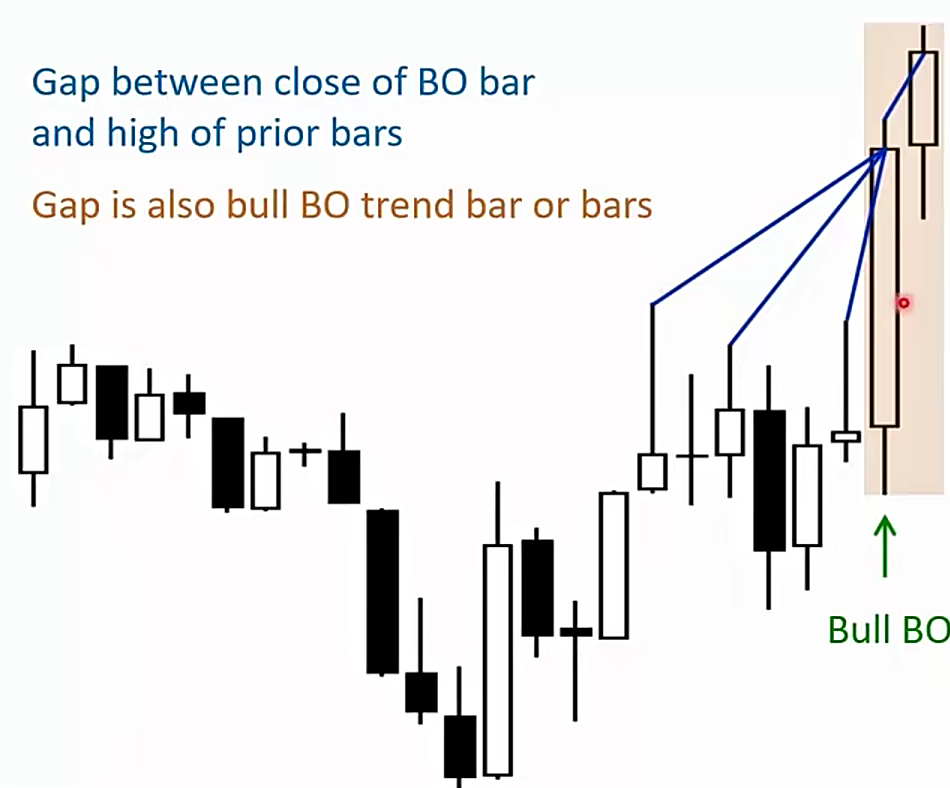 Gap between close of BO bar
and high of prior bars
Gap is also bull BO trend bar or bars
Bull BO